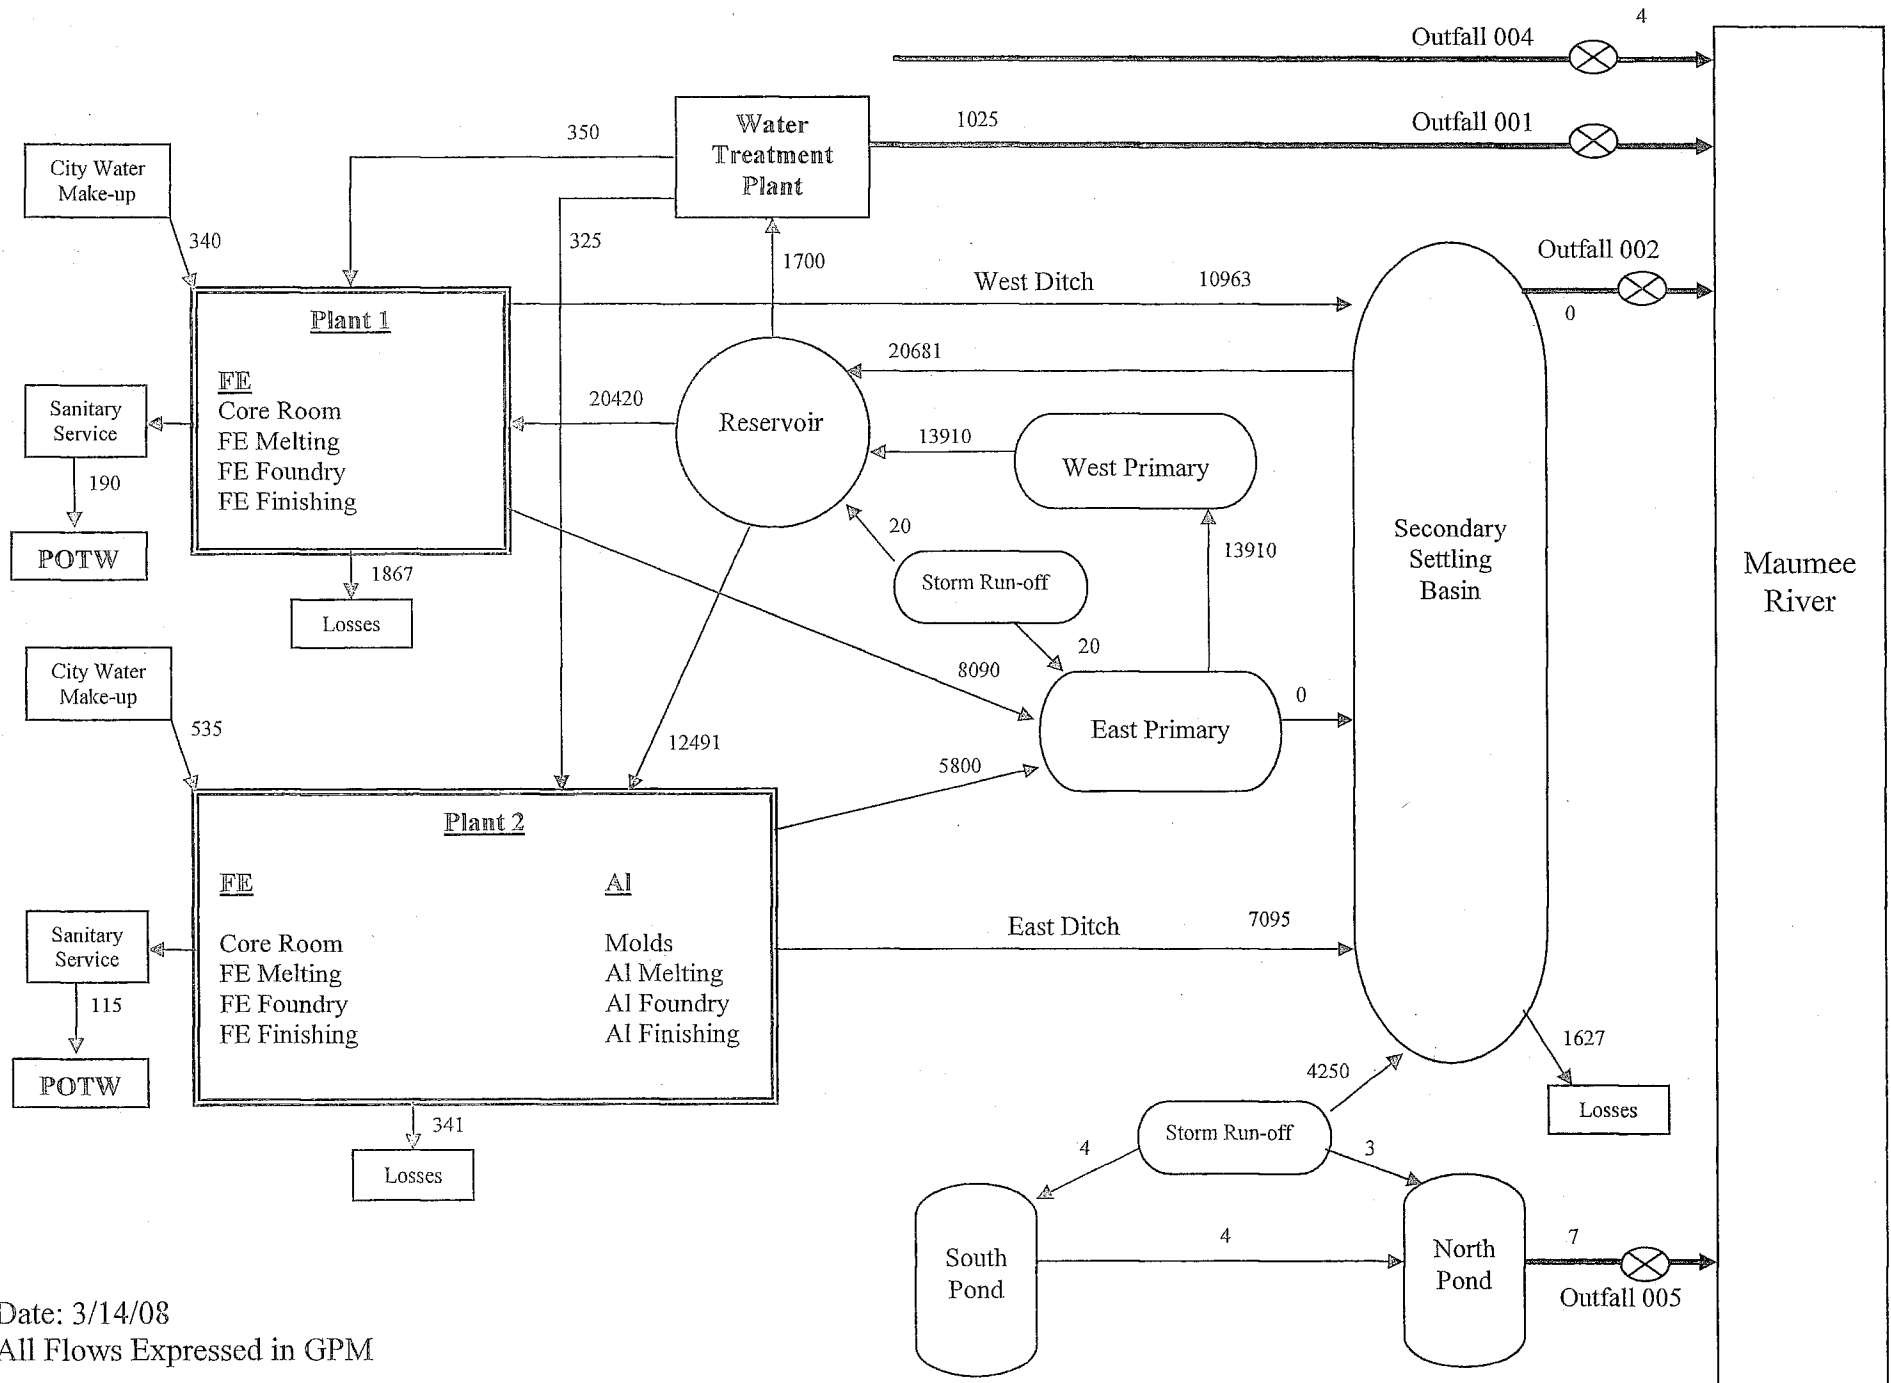 4
Outfall 004
Water
Treatment
Plant
350
1025
Outfall 001
City Water
Make-up
340
325
1700
Outfall 002
0
West Ditch
10963
Plant 1
FE
Core Room
FE Melting
FE Foundry
FE Finishing
20681
20420
Reservoir
13910
West Primary
Sanitary
Service
190
POTW
20
Storm Run-off
13910
Secondary
Settling
Basin
Maumee
River
1867
Losses
20
City Water
Make-up
535
8090
East Primary
0
12491
5800
Plant 2
FE
Core Room
FE Melting
FE Foundry
FE Finishing
Al
Molds
Al Melting
Al Foundry
Al Finishing
East Ditch
7095
Sanitary
Service
115
POTW
341
Losses
4250
1627
Losses
Storm Run-off
4
3
South
Pond
4
North
Pond
7
Outfall 005
Date: 3/14/08
All Flows Expressed in GPM